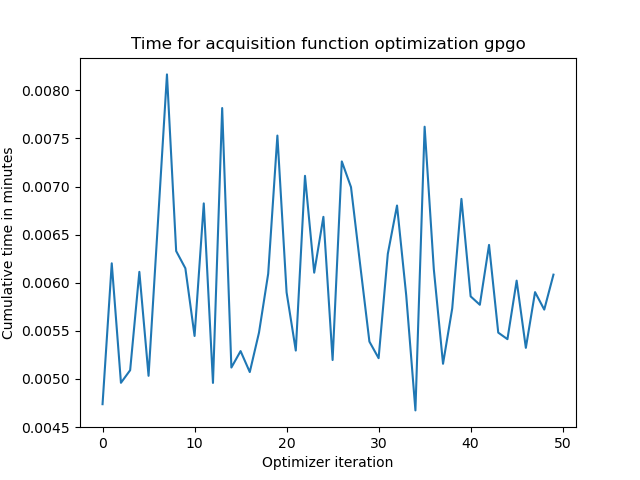 Time for acquisition function optimization gpgo
Cumulative time in minutes
0.0080
0.0075
0.0070
0.0065
0.0060
0.0055
0.0050
0.0045
0 10 20 30 40 50
Optimizer iteration